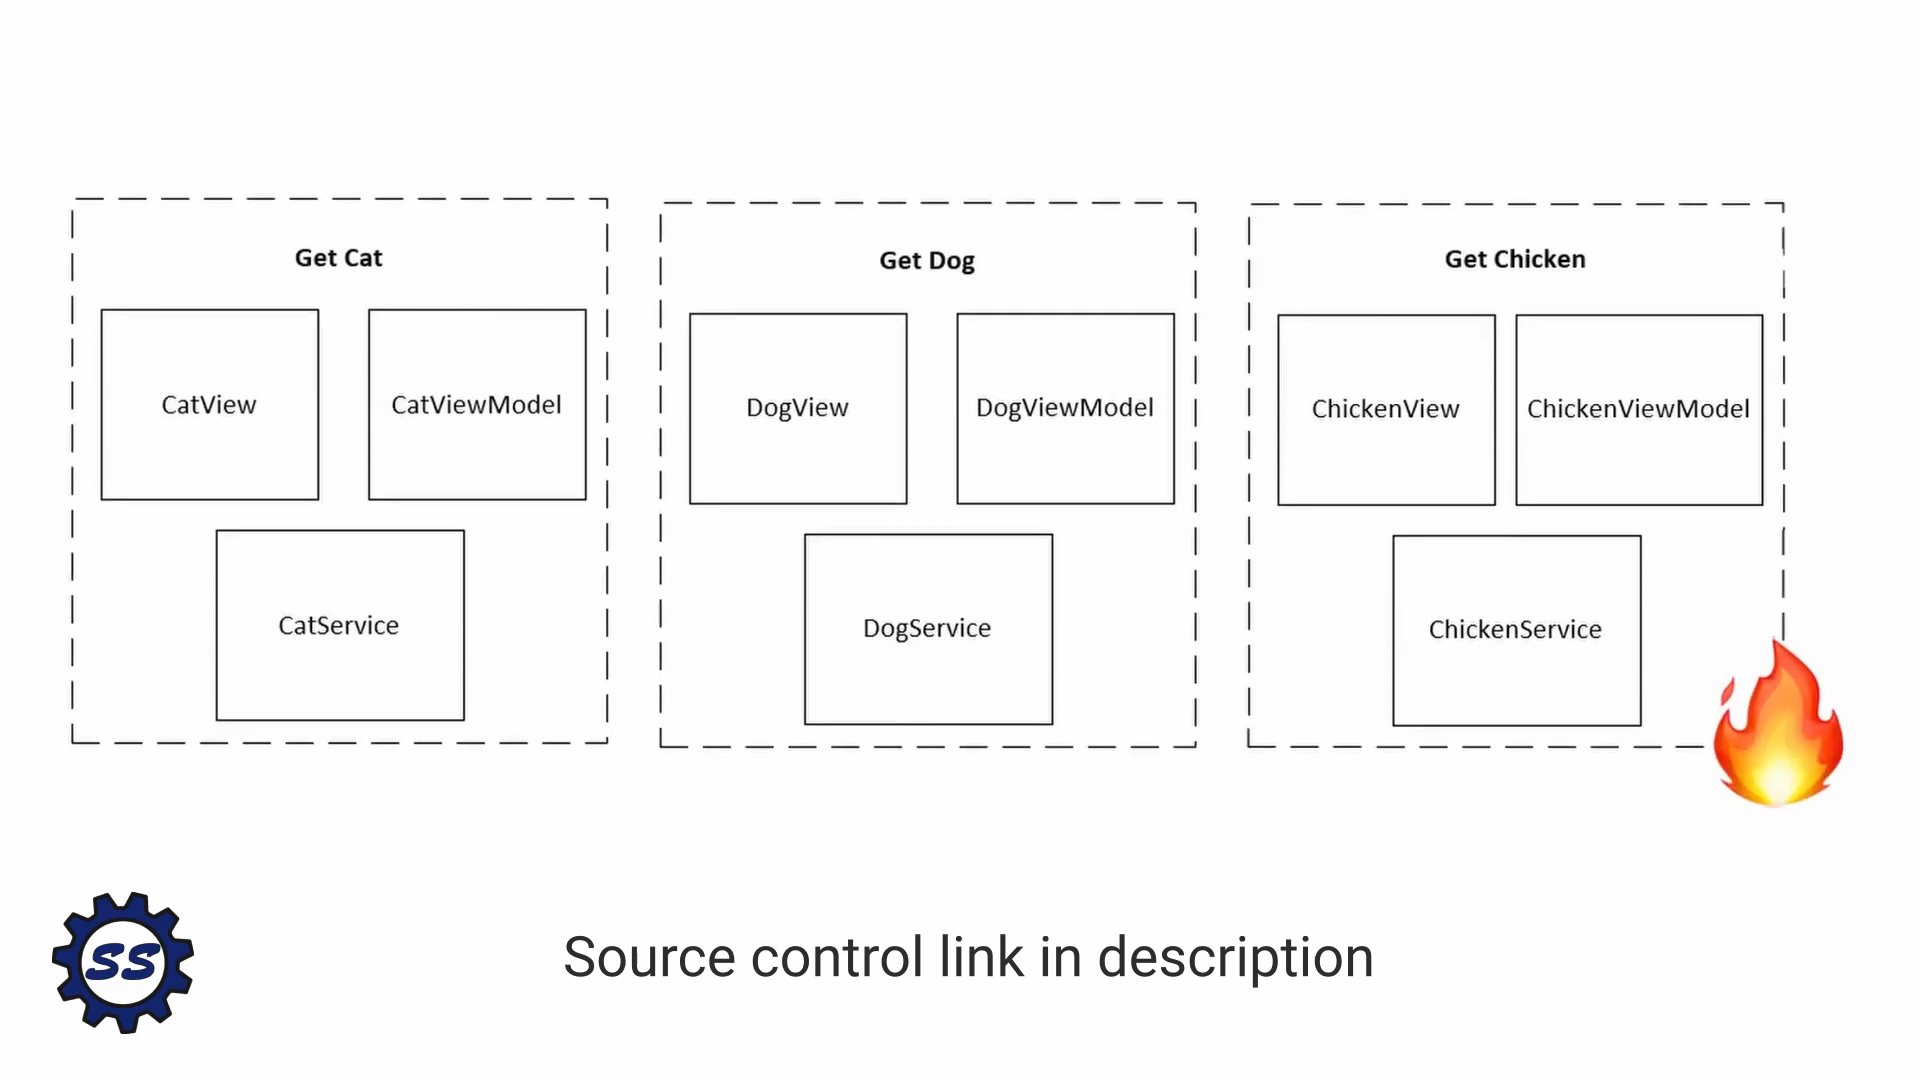 Get Cat
CatView
CatViewModel
CatService
Get Dog
DogView
DogViewModel
DogService
Get Chicken
ChickenView
ChickenViewModel
ChickenService
SS
Source control link in description